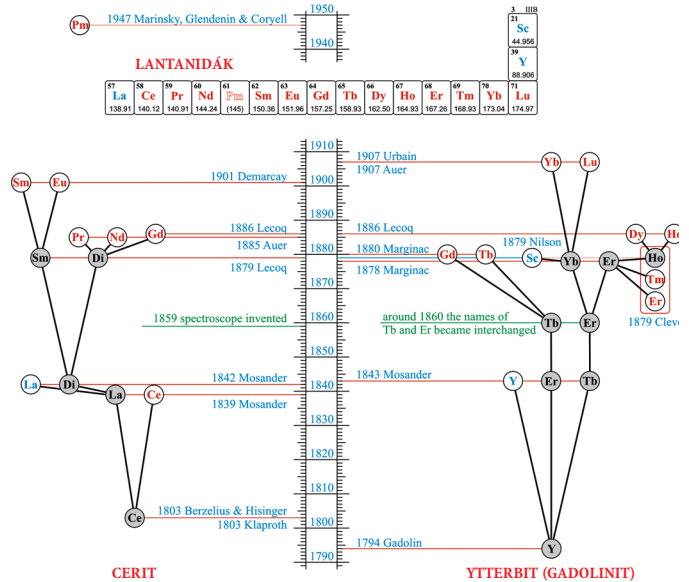 1947 Marinsky, Glendenin & Coryell
Pm
1950
1940
3 IIIB
21
Sc
44.956
39
Y
88.906
LANTANIDÁK
57 58 59 60 61 62 63 64 65 66 67 68 69 70 71
La Ce Pr Nd Pm Sm Eu Gd Tb Dy Ho Er Tm Yb Lu
138.91 140.12 140.91 144.24 (145) 150.36 151.96 157.25 158.93 162.50 164.93 167.26 168.93 173.04 174.97
1910
1907 Urbain
1907 Auer
Yb Lu
Sm Eu
1901 Demarcay
1900
1890
Pr Nd Gd
1886 Lecoq
1886 Lecoq
Dy Ho
1885 Auer
1880
1880 Marginac
1879 Nilson
Gd Tb Sc Yb Er Ho
Sm Di
1879 Lecoq
1878 Marginac
Tm
1870
Er
1879 Cleve
1859 spectroscope invented
around 1860 the names of
Tb and Er became interchanged
1860
Tb Er
1850
La Di La Ce
1842 Mosander
1843 Mosander
Y Er Tb
1840
1839 Mosander
1830
1820
1810
1803 Berzelius & Hisinger
Ce
1803 Klaproth
1800
1794 Gadolin
Y
1790
CERIT
YTTERBIT (GADOLINIT)